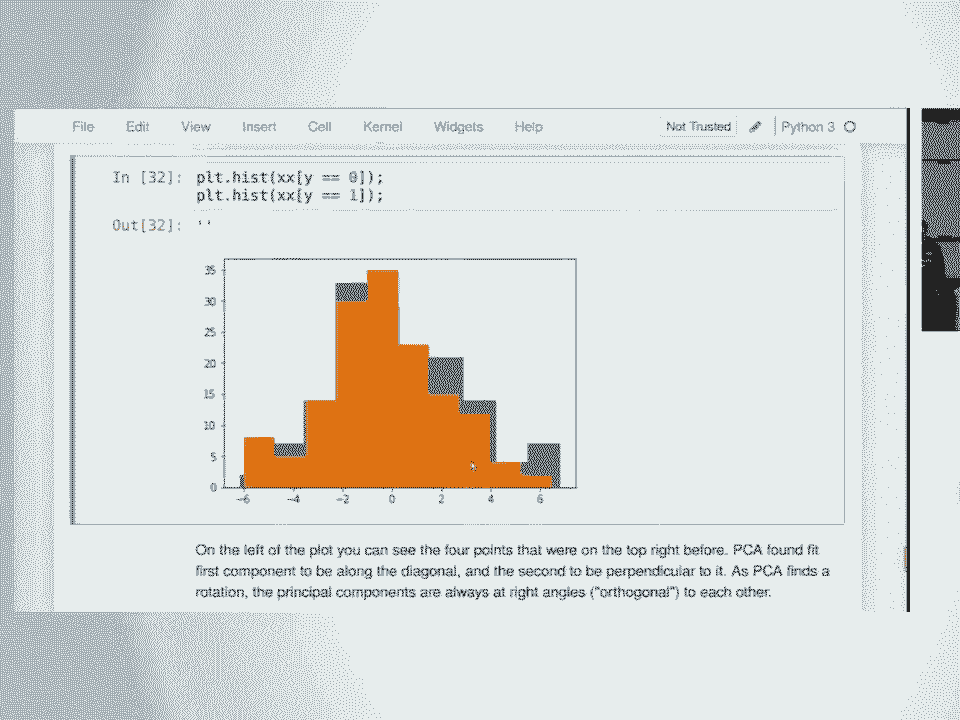 File Edit View Insert Cell Kernel Widgets Help Not Trusted Python 3
In [32]: plt.hist(xx[y == 0]);
plt.hist(xx[y == 1]);
Out[32]: ''
35
30
25
20
15
10
5
0
−6 −4 −2 0 2 4 6
On the left of the plot you can see the four points that were on the top right before. PCA found fit
first component to be along the diagonal, and the second to be perpendicular to it. As PCA finds a
rotation, the principal components are always at right angles ("orthogonal") to each other.